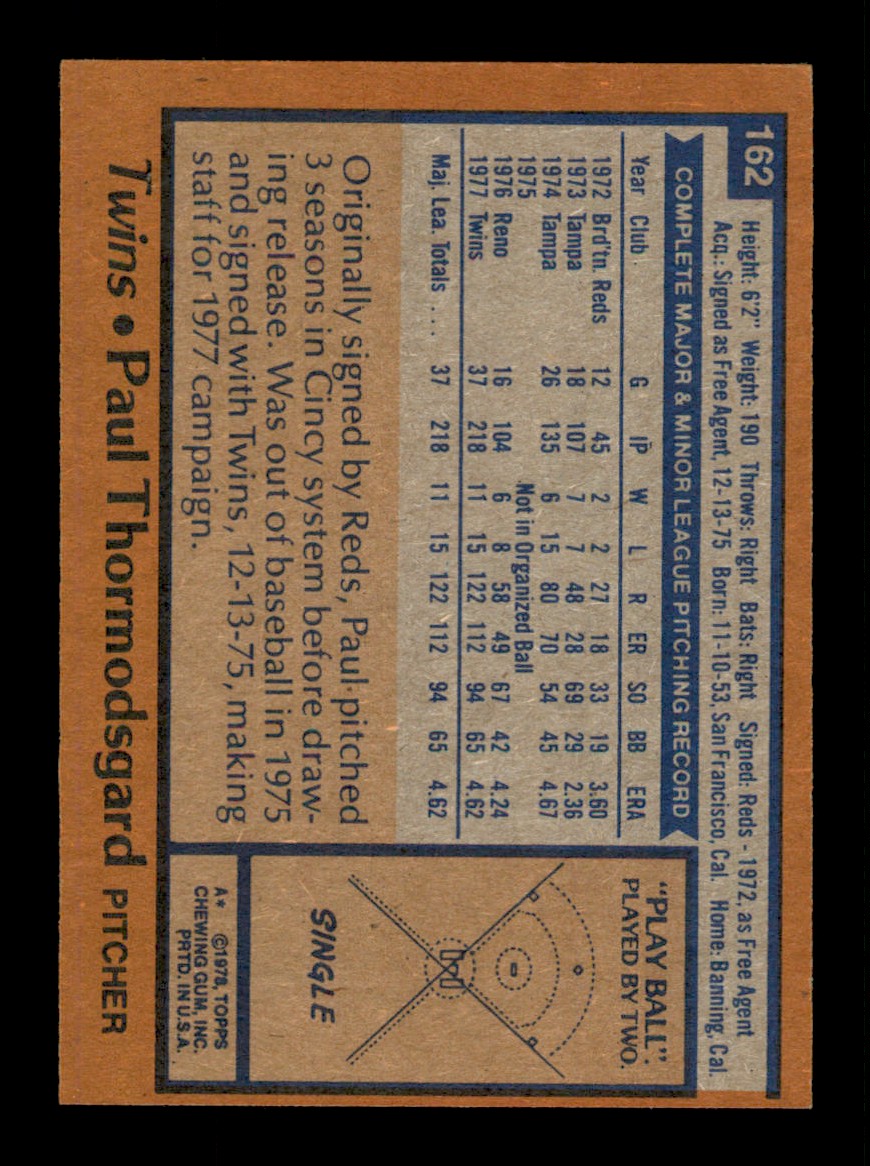 162
Height: 6'2" Weight: 190 Throws: Right Bats: Right Signed: Reds - 1972, as Free Agent
Acq.: Signed as Free Agent, 12-13-75 Born: 11-10-53, San Francisco, Cal. Home: Banning, Cal.
COMPLETE MAJOR & MINOR LEAGUE PITCHING RECORD
Year Club G IP W L R ER SO BB ERA
1972 Brd'tn. Reds 12 45 2 2 27 18 33 19 3.60
1973 Tampa 18 107 7 7 48 28 69 29 2.36
1974 Tampa 26 135 6 15 80 70 54 45 4.67
1975 Not in Organized Ball
1976 Reno 16 104 6 8 58 49 67 42 4.24
1977 Twins 37 218 11 15 122 112 94 65 4.62
Maj. Lea. Totals .... 37 218 11 15 122 112 94 65 4.62
Originally signed by Reds, Paul pitched
3 seasons in Cincy system before draw-
ing release. Was out of baseball in 1975
and signed with Twins, 12-13-75, making
staff for 1977 campaign.
"PLAY BALL":
PLAYED BY TWO.
SINGLE
A* ©1978, TOPPS
CHEWING GUM, INC.
PRTD. IN U.S.A.
Twins • Paul Thormodsgard PITCHER